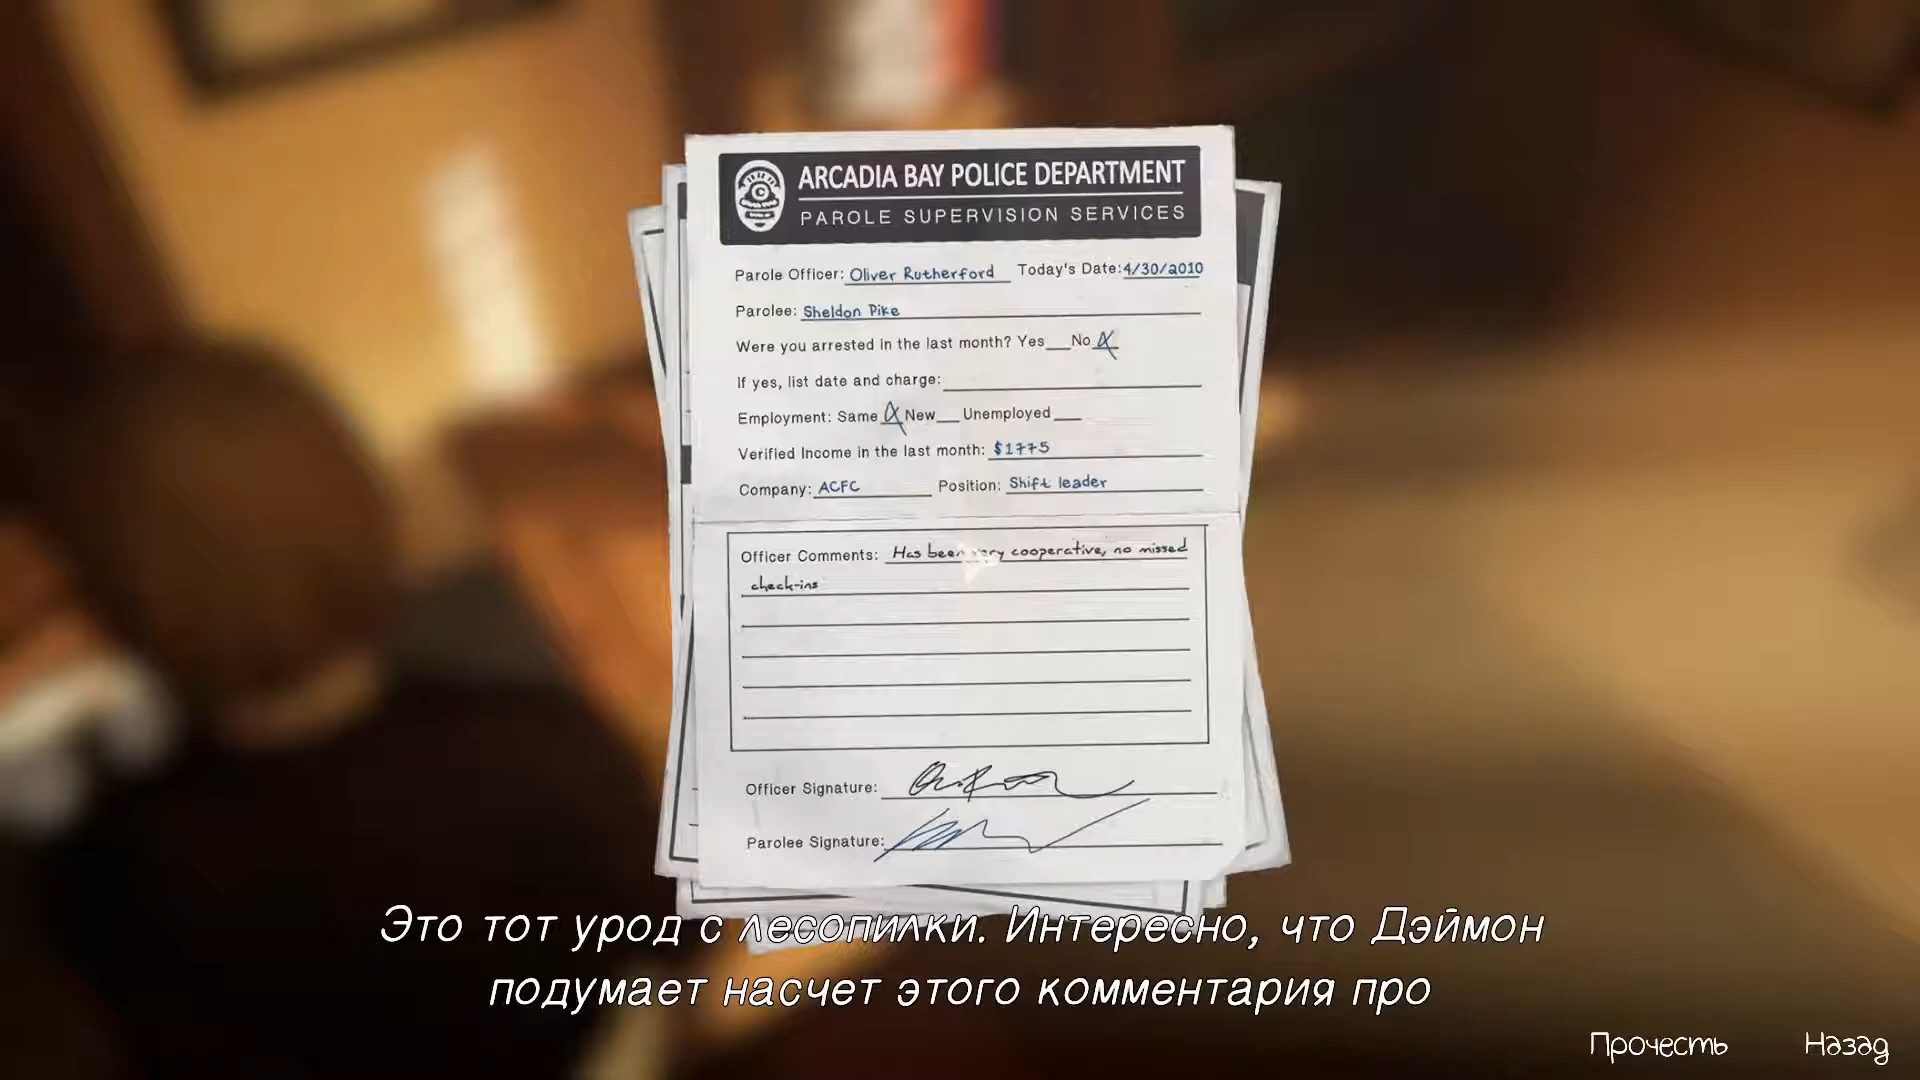 ARCADIA BAY POLICE DEPARTMENT
PAROLE SUPERVISION SERVICES
Parole Officer: Oliver Rutherford Today's Date: 4/30/2010
Parolee: Sheldon Pike
Were you arrested in the last month? Yes No X
If yes, list date and charge:
Employment: Same X New Unemployed
Verified Income in the last month: $1775
Company: ACFC Position: Shift leader
Officer Comments: Has been very cooperative, no missed
check-ins
Officer Signature:
Parolee Signature:
Это тот урод с лесопилки. Интересно, что Дэймон
подумает насчет этого комментария про
Прочесть Назад